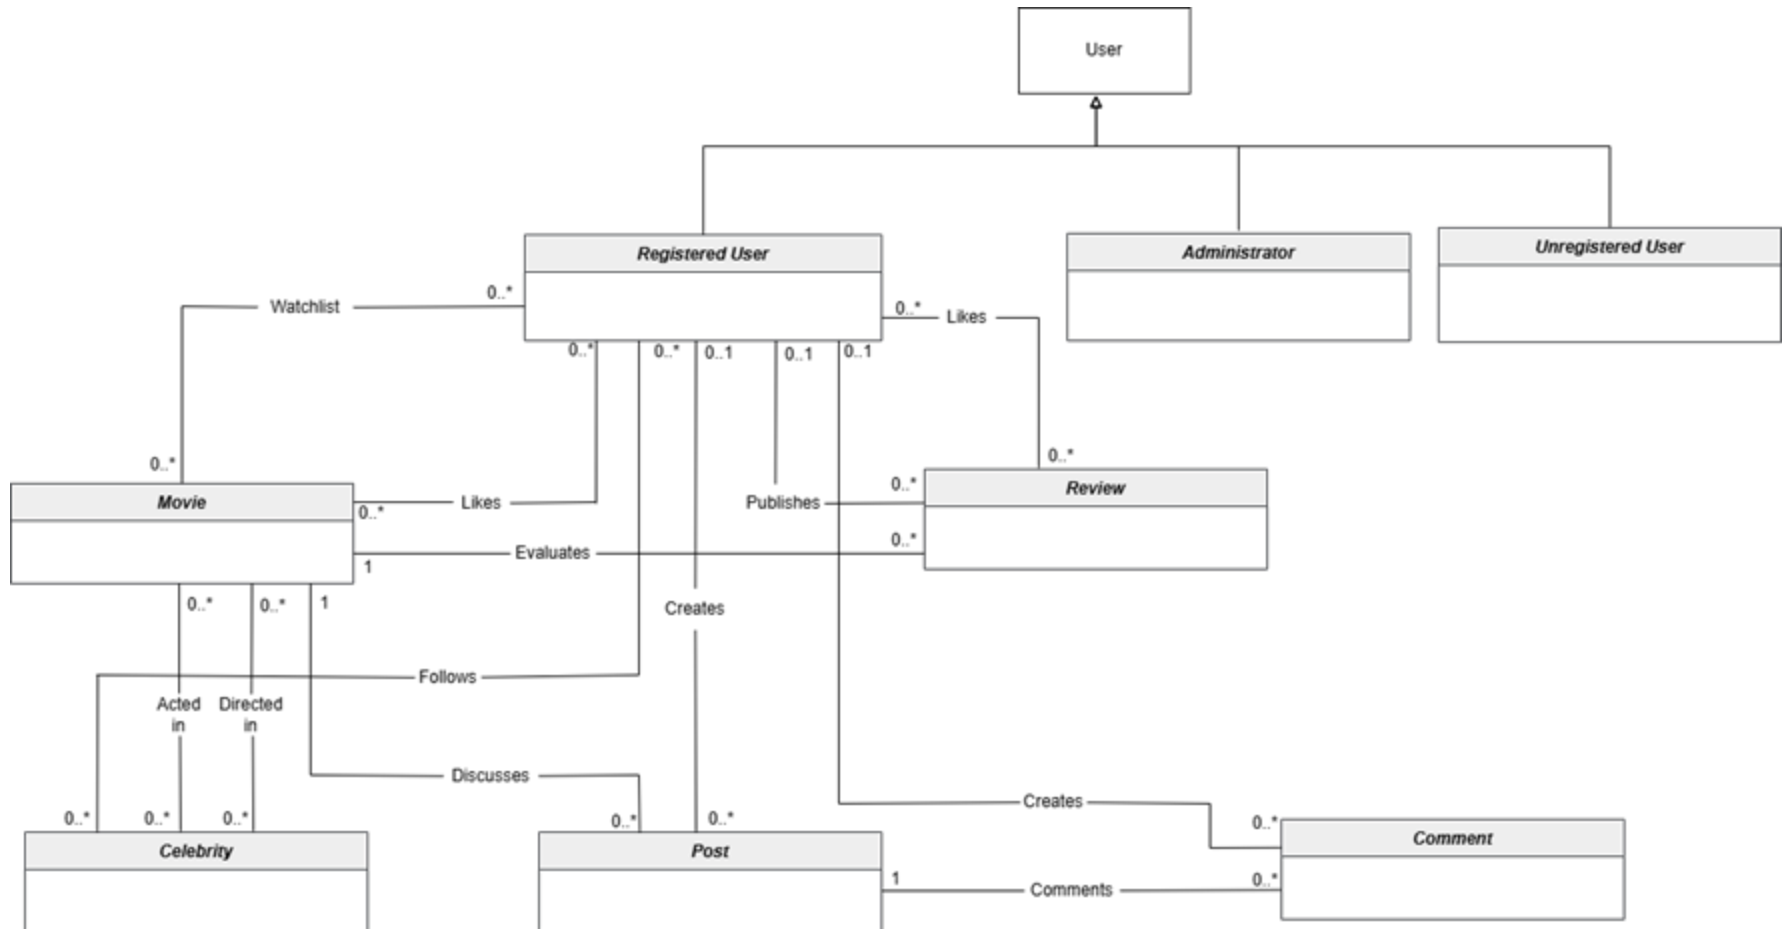 User
Registered User
Administrator
Unregistered User
Watchlist
0..*
0..*
Likes
0..*
0..*
0..1
0..1
0..1
0..*
0..*
Movie
Likes
0..*
Publishes
0..*
Review
Evaluates
0..*
1
0..*
0..*
1
Creates
Follows
Acted
in
Directed
in
Discusses
Creates
0..*
0..*
0..*
0..*
0..*
0..*
Celebrity
Post
Comment
1
Comments
0..*